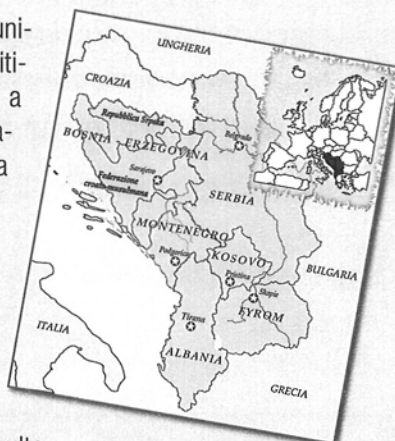 uni-
iti-
a
a-
a
UNGHERIA
CROAZIA
Repubblica Srpska
Belgrado
BOSNIA ERZEGOVINA
Sarajevo
Federazione
croato-musulmana
SERBIA
MONTENEGRO
Podgorica
KOSOVO
BULGARIA
Pristina
Skopje
FYROM
ITALIA
Tirana
ALBANIA
GRECIA